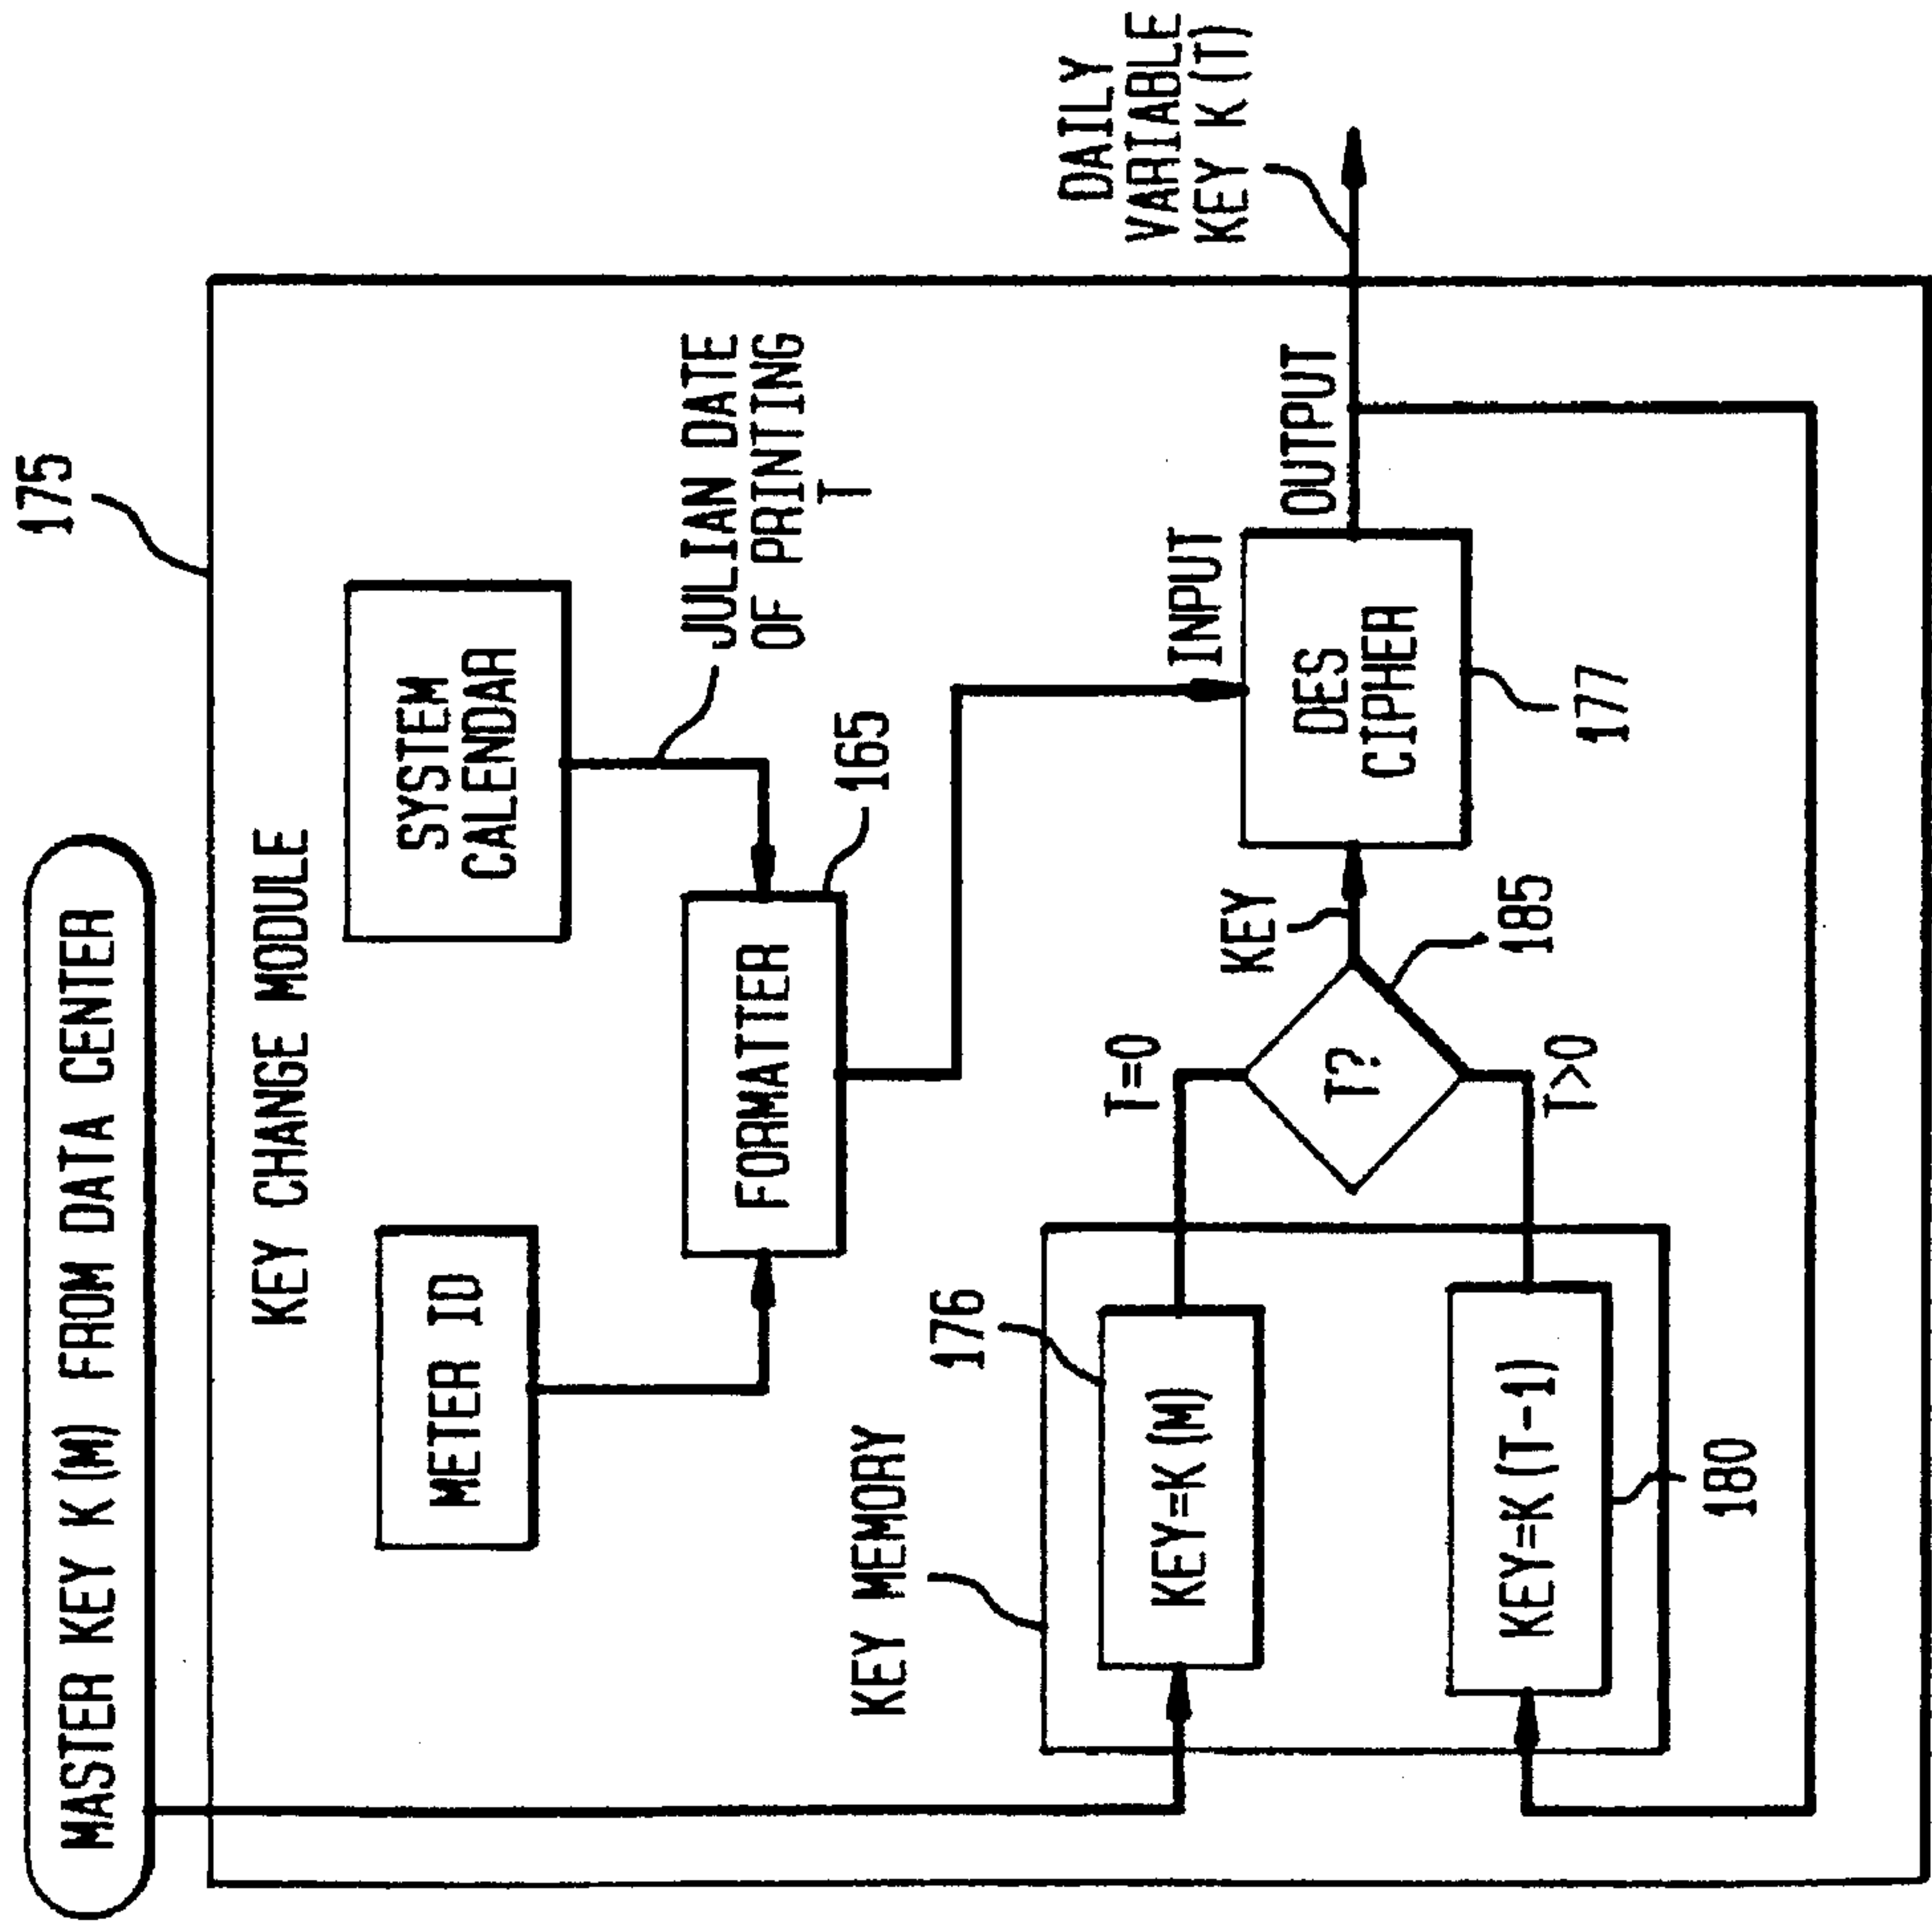 MASTER KEY K(M) FROM DATA CENTER
175
KEY CHANGE MODULE
METER ID
SYSTEM
CALENDAR
JULIAN DATE
OF PRINTING
T
FORMATTER
165
KEY MEMORY
176
KEY=K(M)
T=0
T?
T>0
KEY=K(T-1)
180
KEY
185
INPUT
DES
CIPHER
177
OUTPUT
DAILY
VARIABLE
KEY K(T)